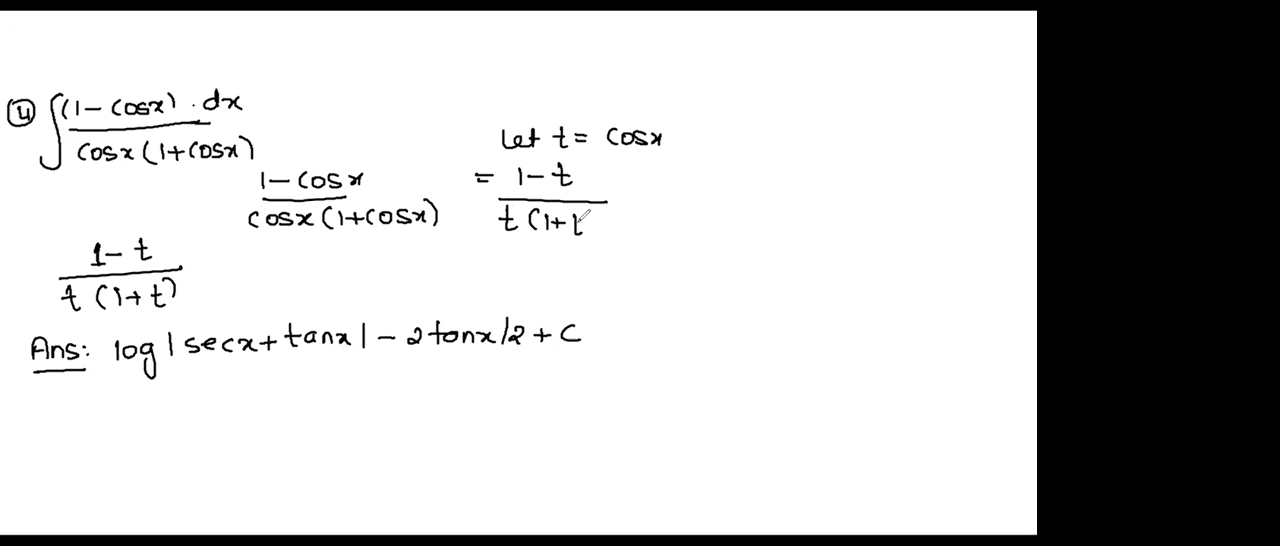 ④ ∫ (1 - cosx) . dx / cosx (1 + cosx)
Let t = cosx
1 - cosx / cosx (1 + cosx) = 1 - t / t (1 + t
1 - t / t (1 + t)
Ans: log | secx + tanx | - 2 tanx/2 + C